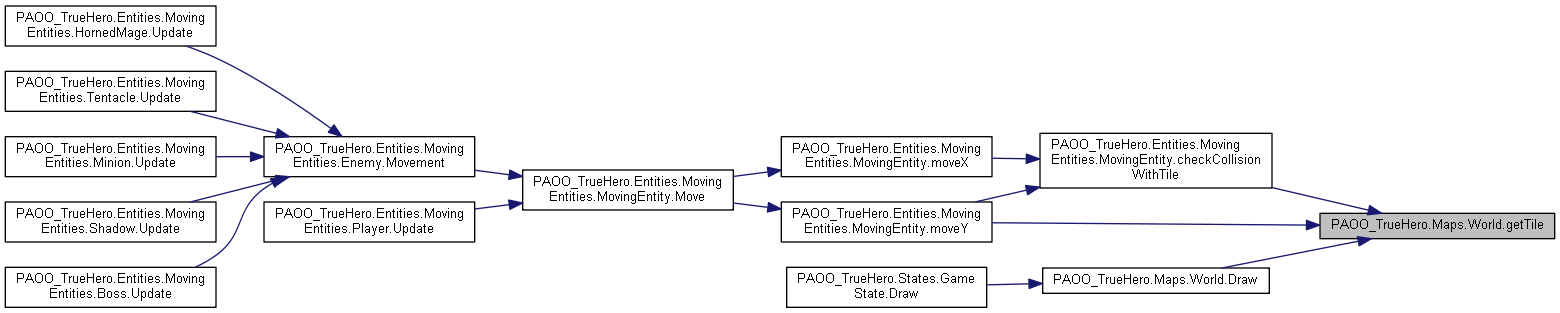 PAOO_TrueHero.Entities.Moving
Entities.HornedMage.Update
PAOO_TrueHero.Entities.Moving
Entities.Tentacle.Update
PAOO_TrueHero.Entities.Moving
Entities.Minion.Update
PAOO_TrueHero.Entities.Moving
Entities.Shadow.Update
PAOO_TrueHero.Entities.Moving
Entities.Boss.Update
PAOO_TrueHero.Entities.Moving
Entities.Enemy.Movement
PAOO_TrueHero.Entities.Moving
Entities.Player.Update
PAOO_TrueHero.Entities.Moving
Entities.MovingEntity.Move
PAOO_TrueHero.Entities.Moving
Entities.MovingEntity.moveX
PAOO_TrueHero.Entities.Moving
Entities.MovingEntity.moveY
PAOO_TrueHero.States.Game
State.Draw
PAOO_TrueHero.Entities.Moving
Entities.MovingEntity.checkCollision
WithTile
PAOO_TrueHero.Maps.World.Draw
PAOO_TrueHero.Maps.World.getTile